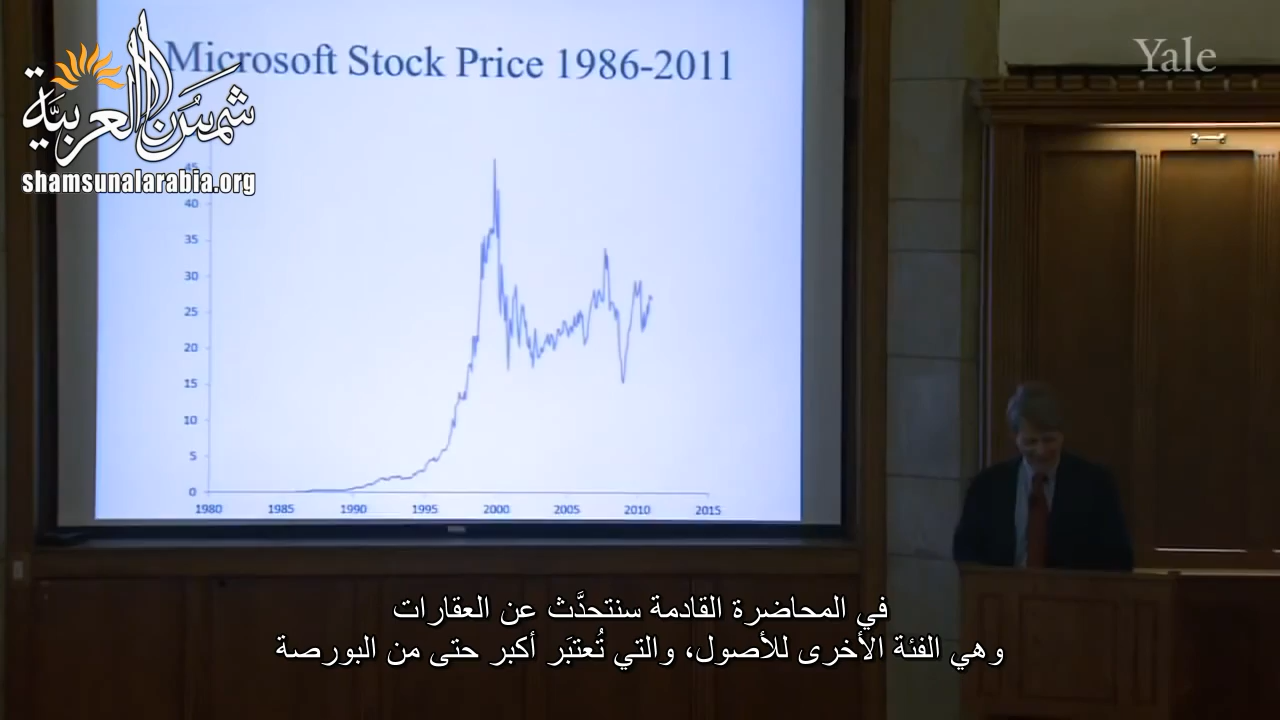 Microsoft Stock Price 1986-2011
Yale
شمسُنَا العربيَّة
shamsunalarabia.org
45
40
35
30
25
20
15
10
5
0
1980 1985 1990 1995 2000 2005 2010 2015
في المحاضرة القادمة سنتحدَّث عن العقارات
وهي الفئة الأخرى للأصول، والتي تُعتبَر أكبر حتى من البورصة